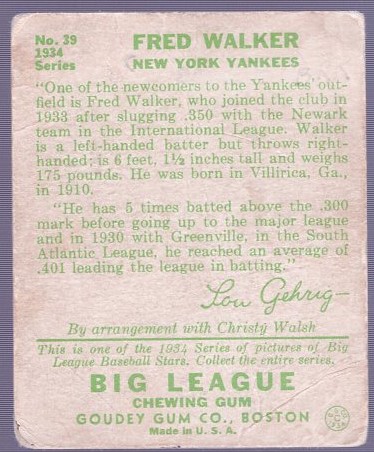 No. 39
1934
Series
FRED WALKER
NEW YORK YANKEES
"One of the newcomers to the Yankees' out-
field is Fred Walker, who joined the club in
1933 after slugging .350 with the Newark
team in the International League. Walker
is a left-handed batter but throws right-
handed; is 6 feet, 1½ inches tall and weighs
175 pounds. He was born in Villirica, Ga.,
in 1910.
"He has 5 times batted above the .300
mark before going up to the major league
and in 1930 with Greenville, in the South
Atlantic League, he reached an average of
.401 leading the league in batting."
Lou Gehrig—
By arrangement with Christy Walsh
This is one of the 1934 Series of pictures of Big
League Baseball Stars. Collect the entire series.
BIG LEAGUE
CHEWING GUM
GOUDEY GUM CO., BOSTON
Made in U. S. A.